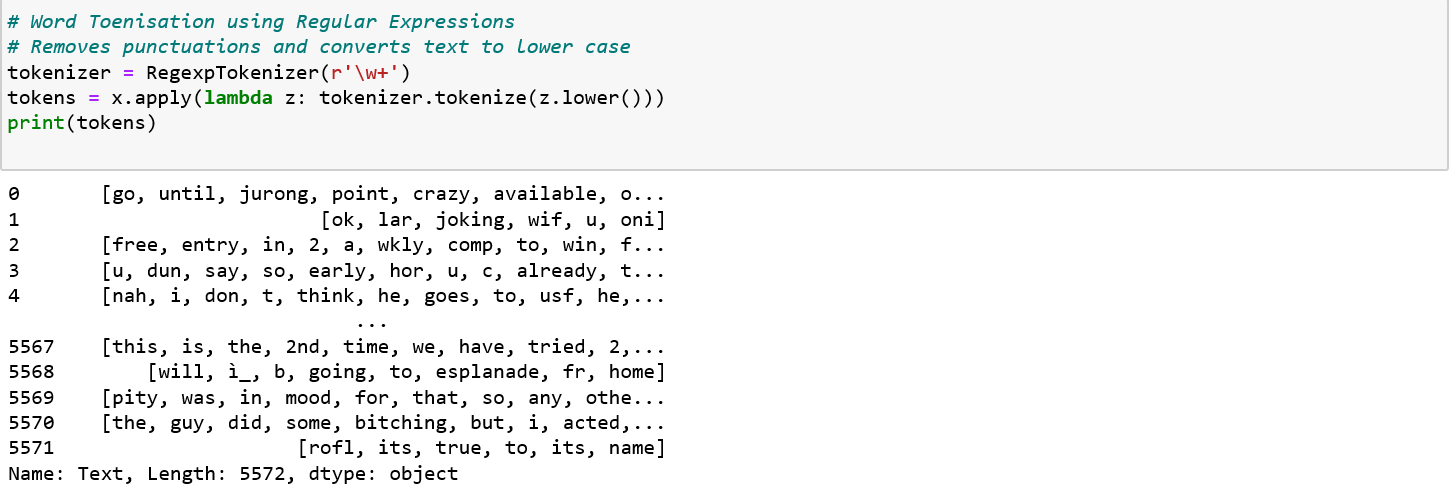 # Word Toenisation using Regular Expressions
# Removes punctuations and converts text to lower case
tokenizer = RegexpTokenizer(r'\w+')
tokens = x.apply(lambda z: tokenizer.tokenize(z.lower()))
print(tokens)
0       [go, until, jurong, point, crazy, available, o...
1                          [ok, lar, joking, wif, u, oni]
2       [free, entry, in, 2, a, wkly, comp, to, win, f...
3       [u, dun, say, so, early, hor, u, c, already, t...
4       [nah, i, don, t, think, he, goes, to, usf, he,...
                              ...
5567    [this, is, the, 2nd, time, we, have, tried, 2,...
5568        [will, ì_, b, going, to, esplanade, fr, home]
5569    [pity, was, in, mood, for, that, so, any, othe...
5570    [the, guy, did, some, bitching, but, i, acted,...
5571                     [rofl, its, true, to, its, name]
Name: Text, Length: 5572, dtype: object